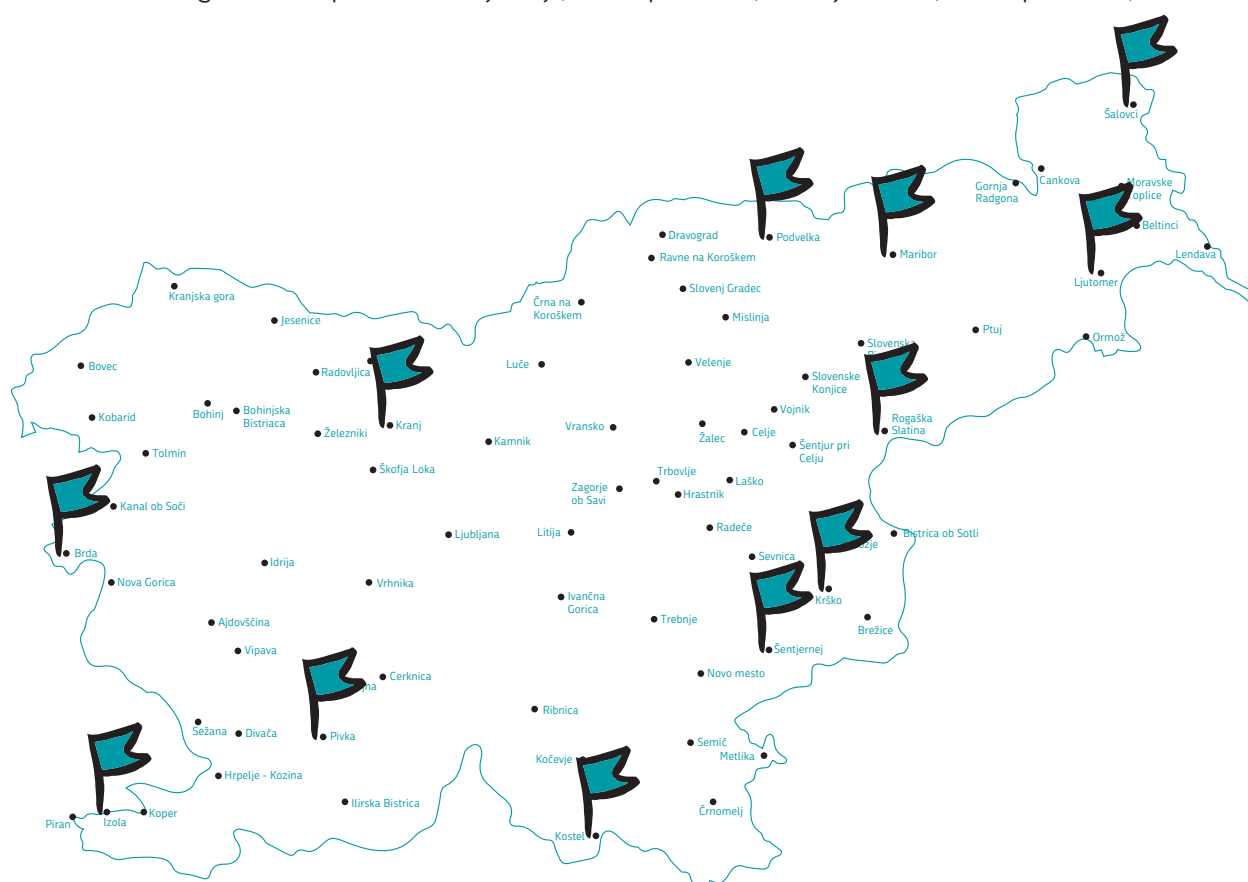 Šalovci
Cankova
Gornja
Radgona
Moravske
Beltinci
Lendava
Ljutomer
Dravograd
Podvelka
Maribor
Ravne na Koroškem
Kranjska gora
Slovenj Gradec
Črna na
Koroškem
Jesenice
Mislinja
Ptuj
Ormož
Slovenska
Bovec
Radovljica
Luče
Velenje
Slovenske
Konjice
Kobarid
Bohinj
Bohinjska
Bistriaca
Železniki
Kranj
Kamnik
Vransko
Žalec
Celje
Vojnik
Rogaška
Slatina
Šentjur pri
Celju
Tolmin
Škofja Loka
Trbovlje
Zagorje
ob Savi
Hrastnik
Laško
Kanal ob Soči
Ljubljana
Litija
Radeče
Bistrica ob Sotli
Brda
Idrija
Sevnica
Nova Gorica
Vrhnika
Ivančna
Gorica
Krško
Ajdovščina
Trebnje
Brežice
Vipava
Šentjernej
Cerknica
Novo mesto
Ribnica
Sežana
Divača
Pivka
Semič
Metlika
Kočevje
Hrpelje - Kozina
Ilirska Bistrica
Črnomelj
Piran
Izola
Koper
Kostel